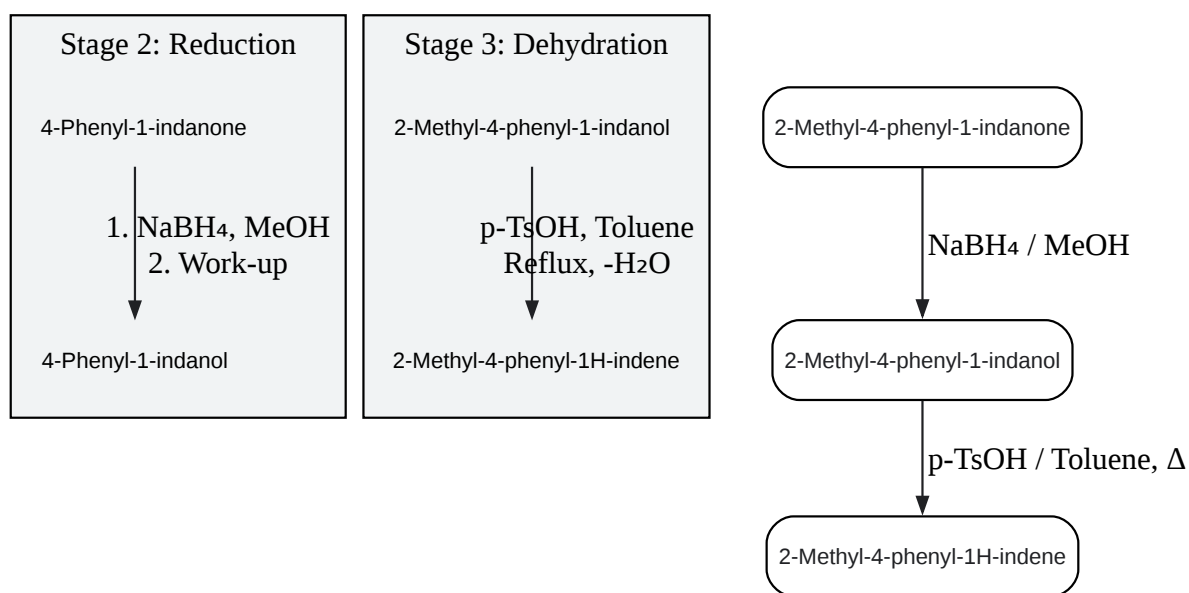 Stage 2: Reduction
4-Phenyl-1-indanone
1. NaBH₄, MeOH
2. Work-up
4-Phenyl-1-indanol
Stage 3: Dehydration
2-Methyl-4-phenyl-1-indanol
p-TsOH, Toluene
Reflux, -H₂O
2-Methyl-4-phenyl-1H-indene
2-Methyl-4-phenyl-1-indanone
NaBH₄ / MeOH
2-Methyl-4-phenyl-1-indanol
p-TsOH / Toluene, Δ
2-Methyl-4-phenyl-1H-indene